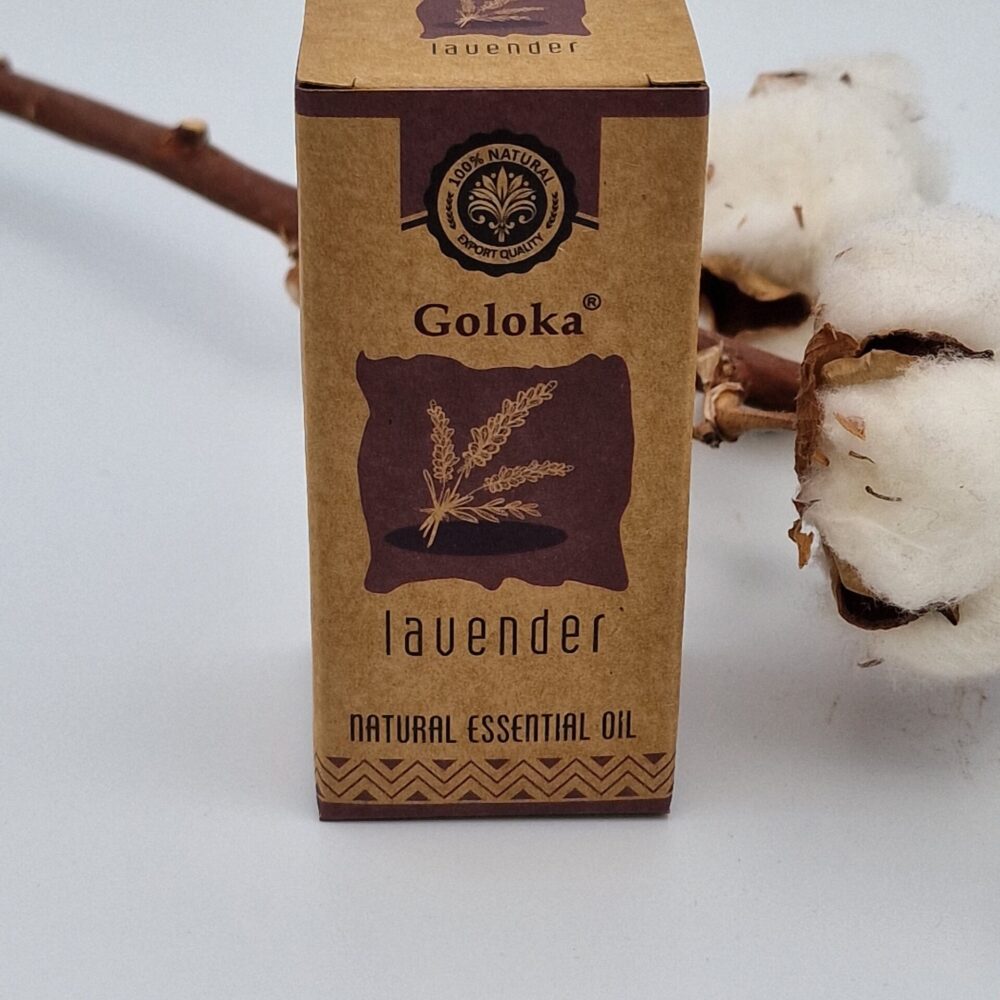 lavender
100% NATURAL
EXPORT QUALITY
Goloka®
lavender
NATURAL ESSENTIAL OIL